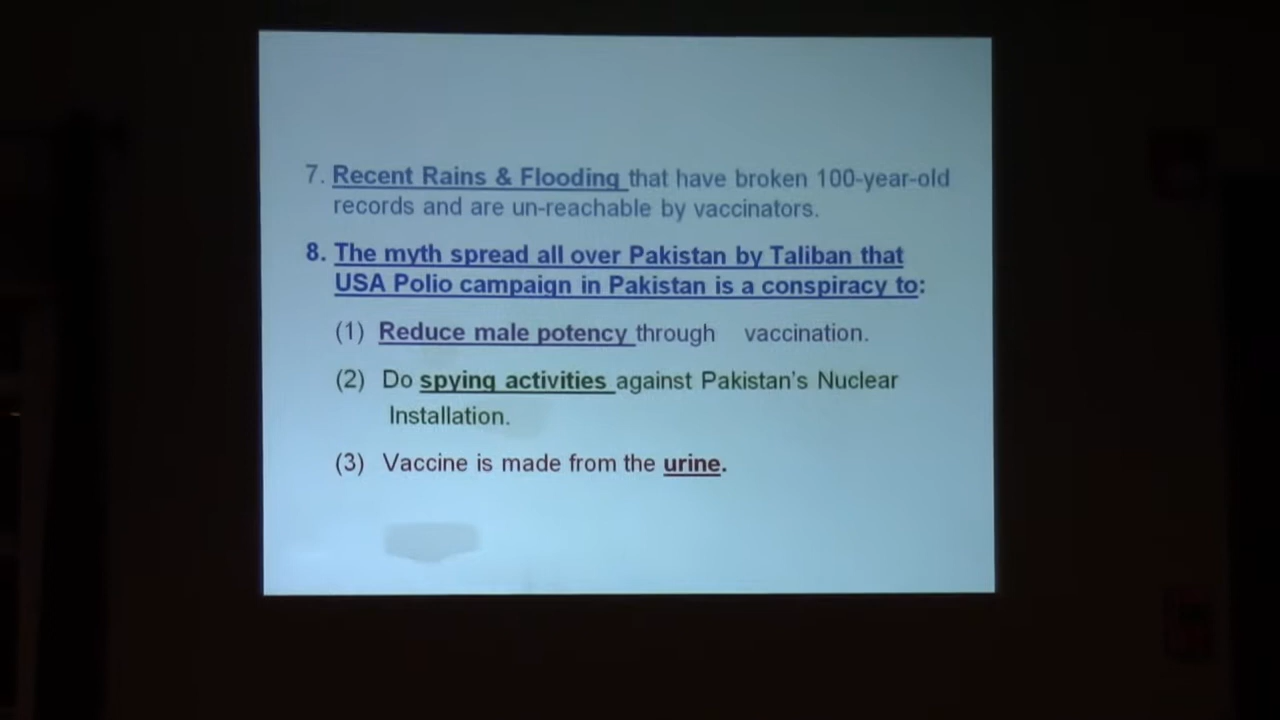 7. Recent Rains & Flooding that have broken 100-year-old
records and are un-reachable by vaccinators.
8. The myth spread all over Pakistan by Taliban that
USA Polio campaign in Pakistan is a conspiracy to:
(1) Reduce male potency through vaccination.
(2) Do spying activities against Pakistan's Nuclear
Installation.
(3) Vaccine is made from the urine.